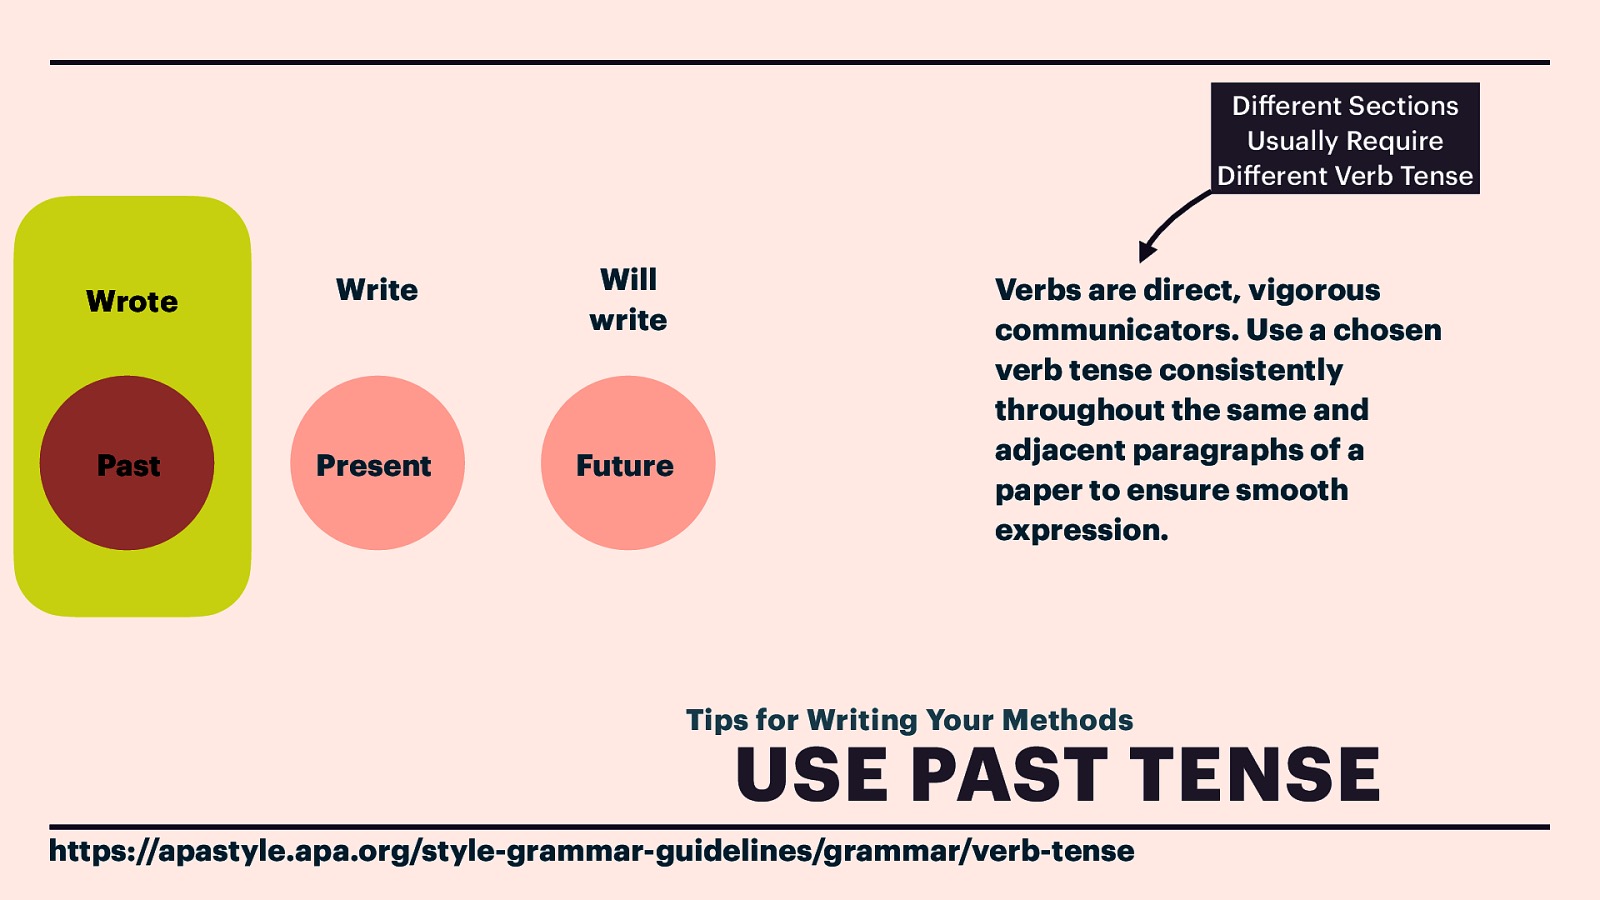 Different Sections
Usually Require
Different Verb Tense
Wrote
Write
Will
write
Past
Present
Future
Verbs are direct, vigorous
communicators. Use a chosen
verb tense consistently
throughout the same and
adjacent paragraphs of a
paper to ensure smooth
expression.
Tips for Writing Your Methods
USE PAST TENSE
https://apastyle.apa.org/style-grammar-guidelines/grammar/verb-tense